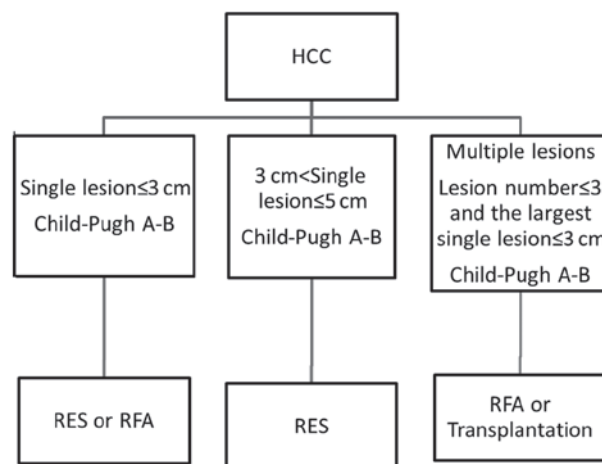 HCC
Single lesion≤3 cm
Child-Pugh A-B
3 cm<Single
lesion≤5 cm
Child-Pugh A-B
Multiple lesions
Lesion number≤3
and the largest
single lesion≤3 cm
Child-Pugh A-B
RES or RFA
RES
RFA or
Transplantation